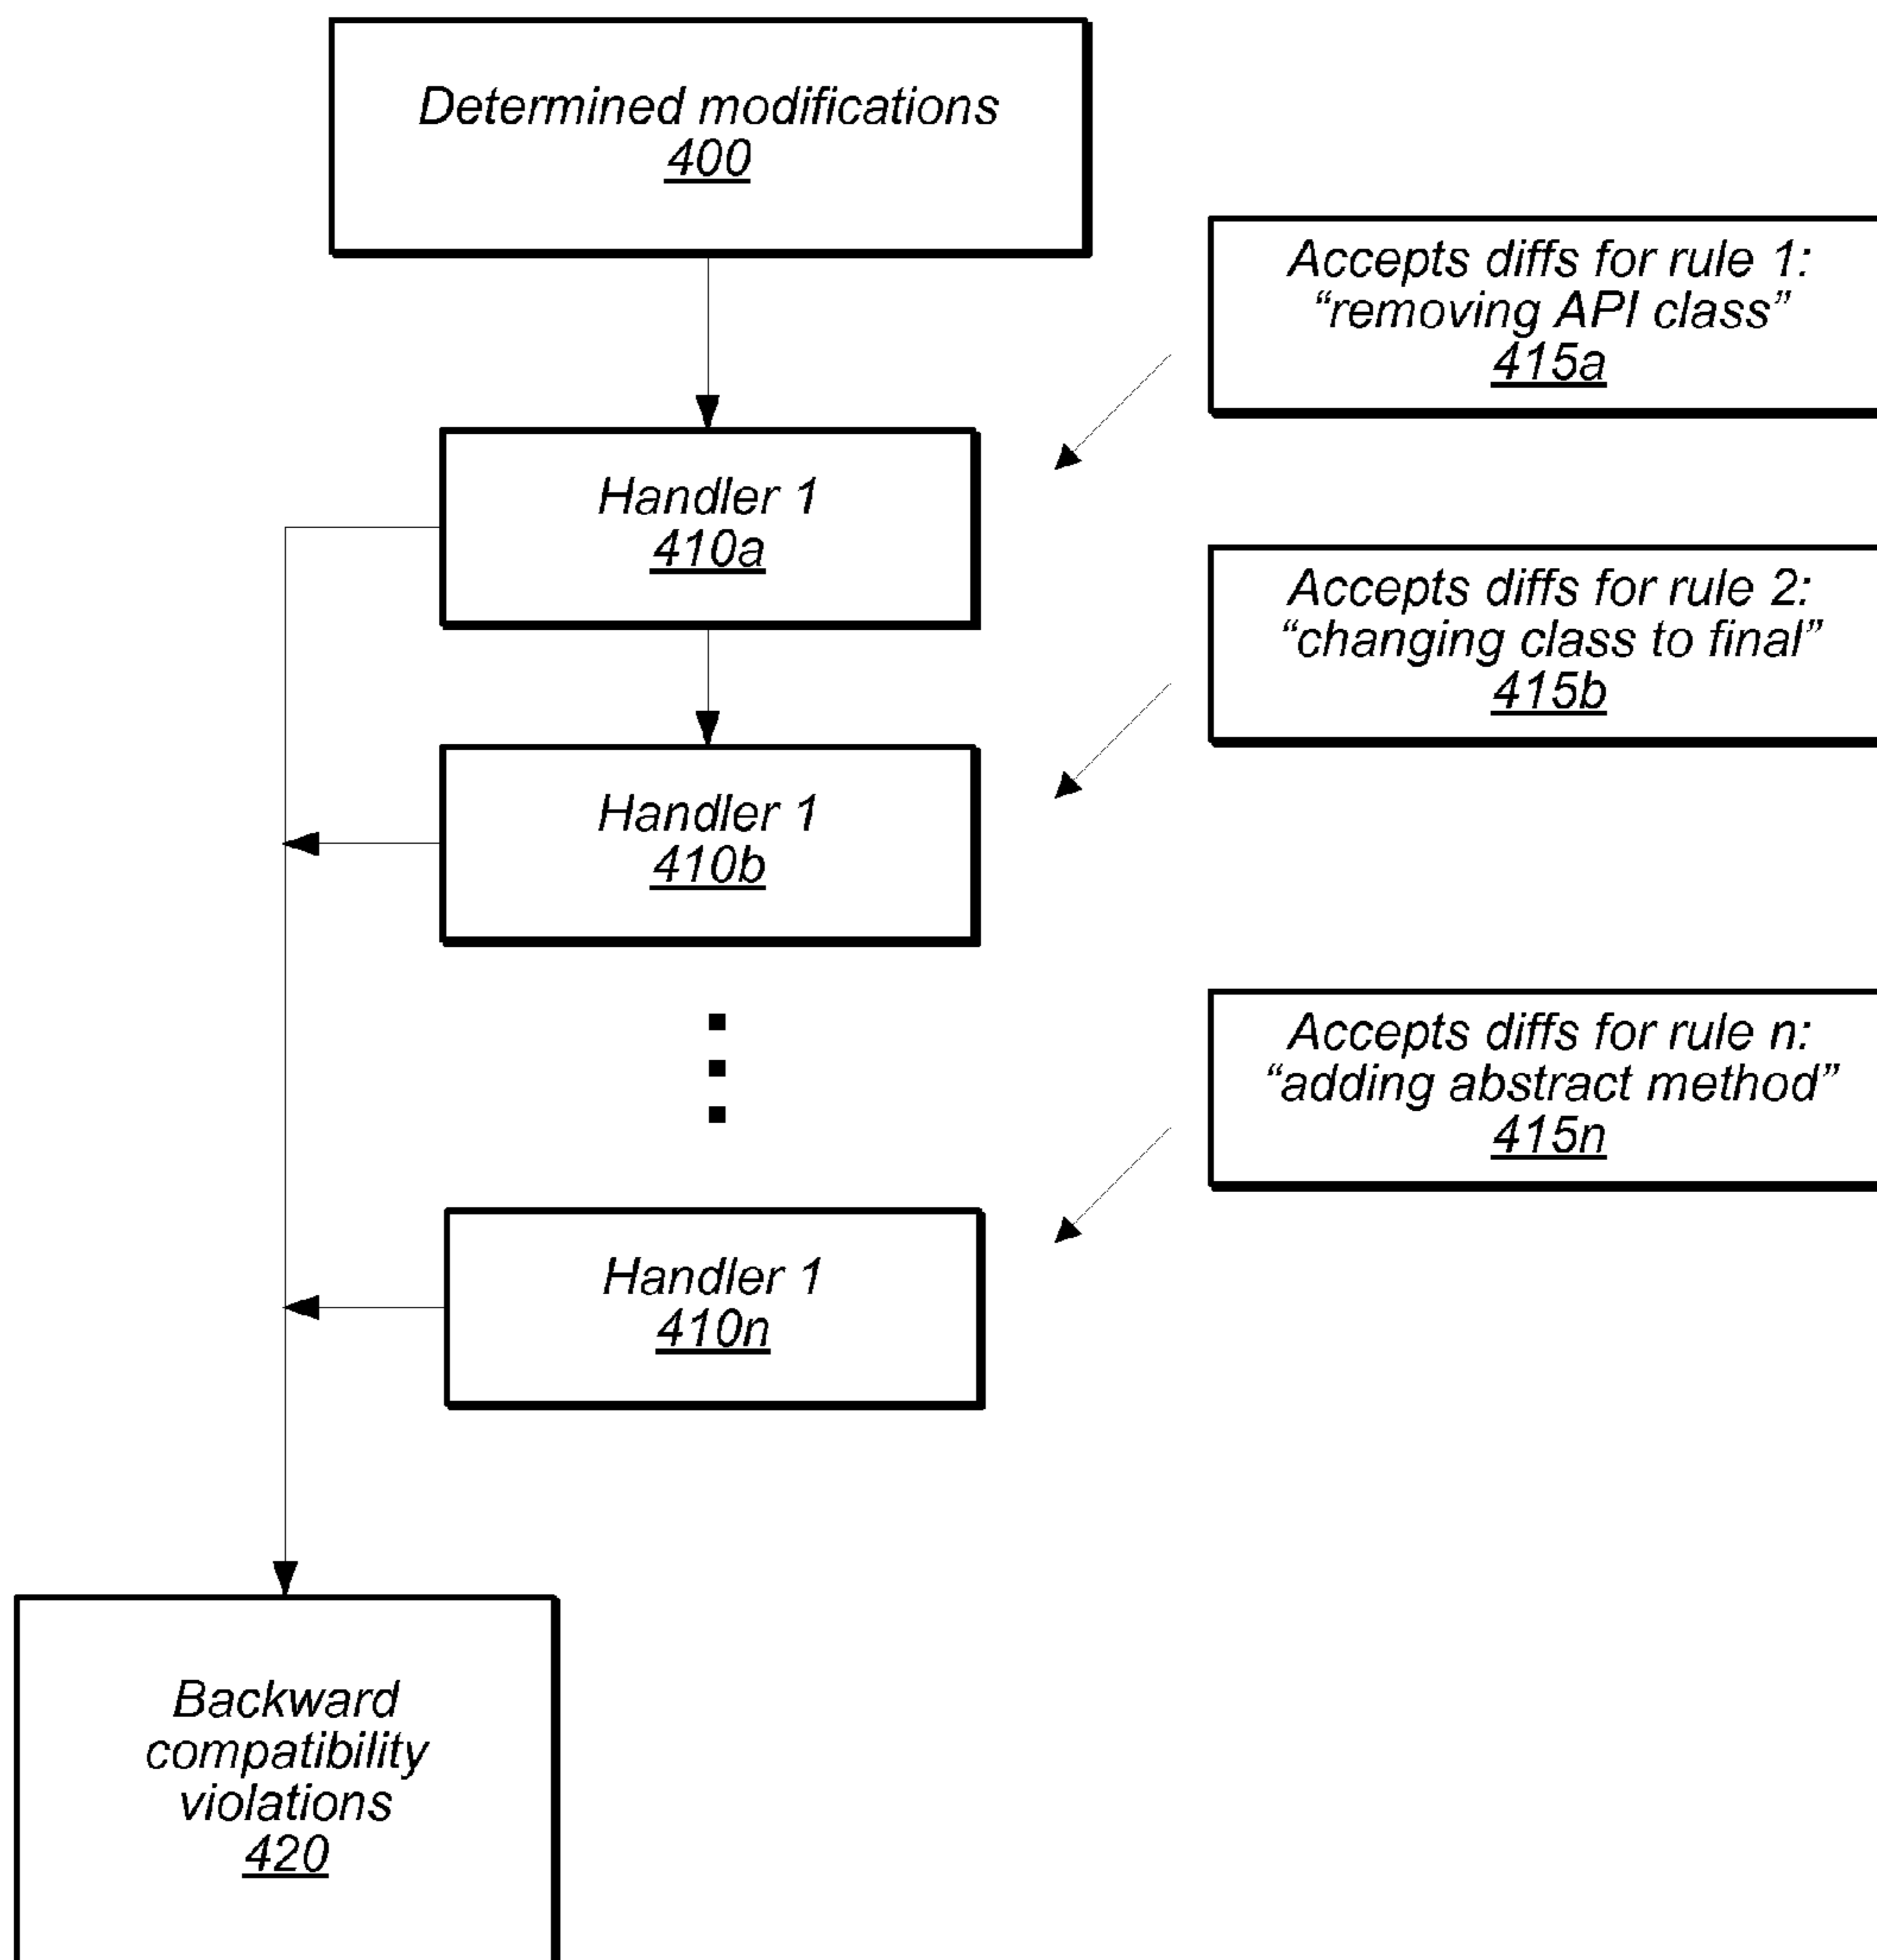 Determined modifications
400
Accepts diffs for rule 1:
“removing API class”
415a
Handler 1
410a
Accepts diffs for rule 2:
“changing class to final”
415b
Handler 1
410b
Accepts diffs for rule n:
“adding abstract method”
415n
Handler 1
410n
Backward
compatibility
violations
420